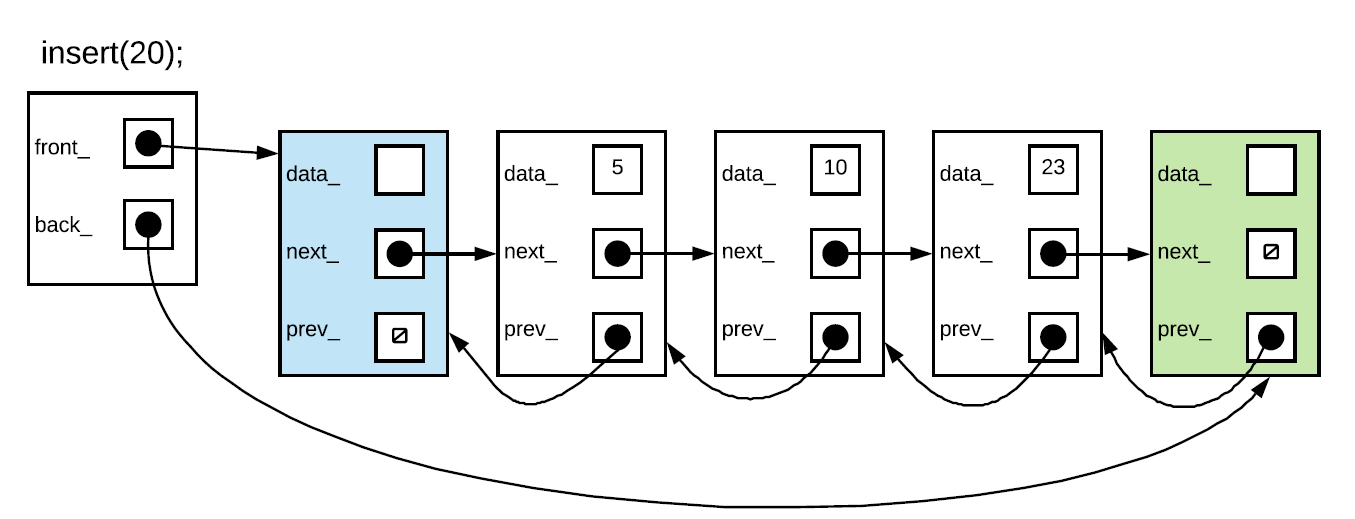 insert(20);
front_
back_
data_
next_
prev_
data_ 5
next_
prev_
data_ 10
next_
prev_
data_ 23
next_
prev_
data_
next_
prev_